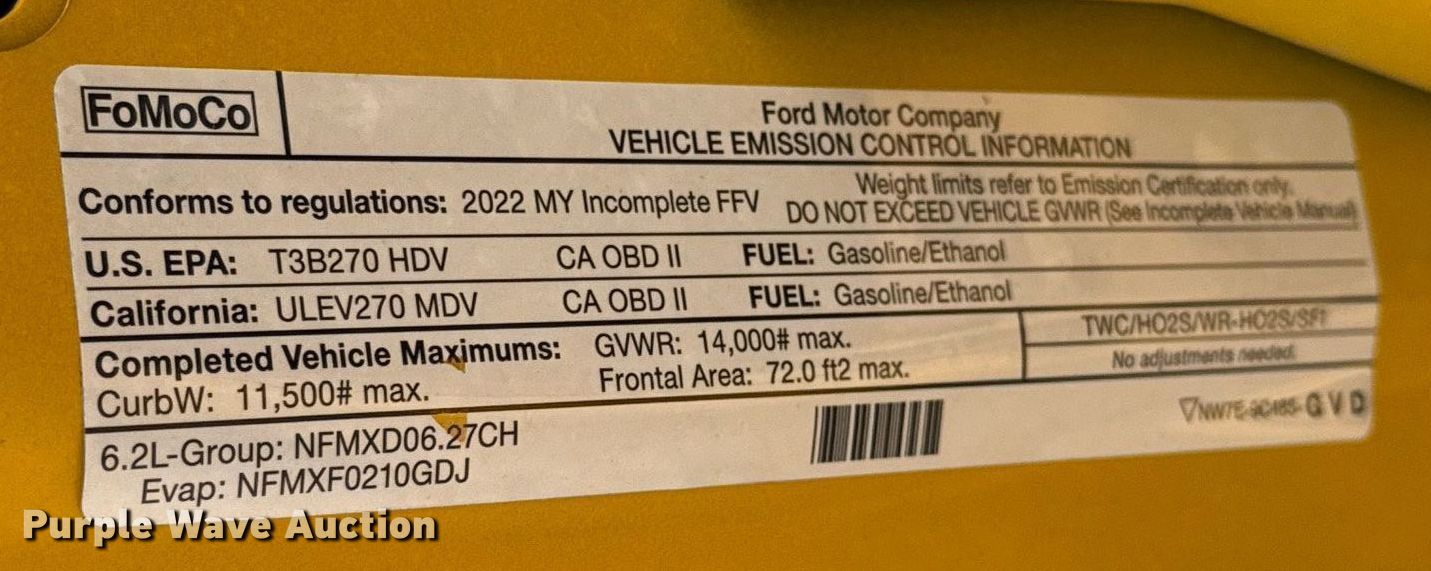 FoMoCo
Ford Motor Company
VEHICLE EMISSION CONTROL INFORMATION
Conforms to regulations: 2022 MY Incomplete FFV
Weight limits refer to Emission Certification only.
DO NOT EXCEED VEHICLE GVWR (See Incomplete Vehicle Manual)
U.S. EPA: T3B270 HDV CA OBD II FUEL: Gasoline/Ethanol
California: ULEV270 MDV CA OBD II FUEL: Gasoline/Ethanol
Completed Vehicle Maximums: GVWR: 14,000# max.
CurbW: 11,500# max. Frontal Area: 72.0 ft2 max.
TWC/HO2S/WR-HO2S/SFI
No adjustments needed.
6.2L-Group: NFMXD06.27CH
Evap: NFMXF0210GDJ
GVD
Purple Wave Auction